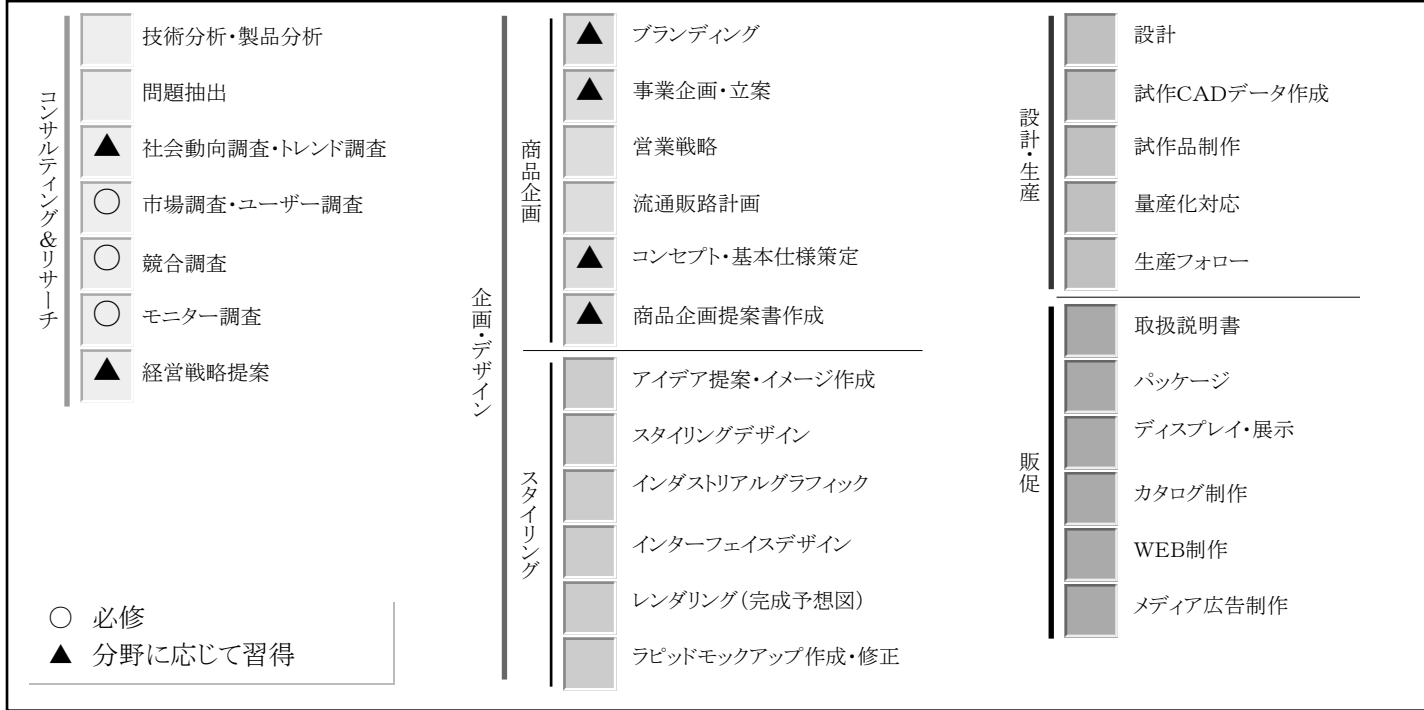 コンサルティング&リサーチ
技術分析・製品分析
問題抽出
▲ 社会動向調査・トレンド調査
○ 市場調査・ユーザー調査
○ 競合調査
○ モニター調査
▲ 経営戦略提案
企画・デザイン
商品企画
▲ ブランディング
▲ 事業企画・立案
営業戦略
流通販路計画
▲ コンセプト・基本仕様策定
▲ 商品企画提案書作成
スタイリング
アイデア提案・イメージ作成
スタイリングデザイン
インダストリアルグラフィック
インターフェイスデザイン
レンダリング(完成予想図)
ラピッドモックアップ作成・修正
設計・生産
設計
試作CADデータ作成
試作品制作
量産化対応
生産フォロー
販促
取扱説明書
パッケージ
ディスプレイ・展示
カタログ制作
WEB制作
メディア広告制作
○ 必修
▲ 分野に応じて習得